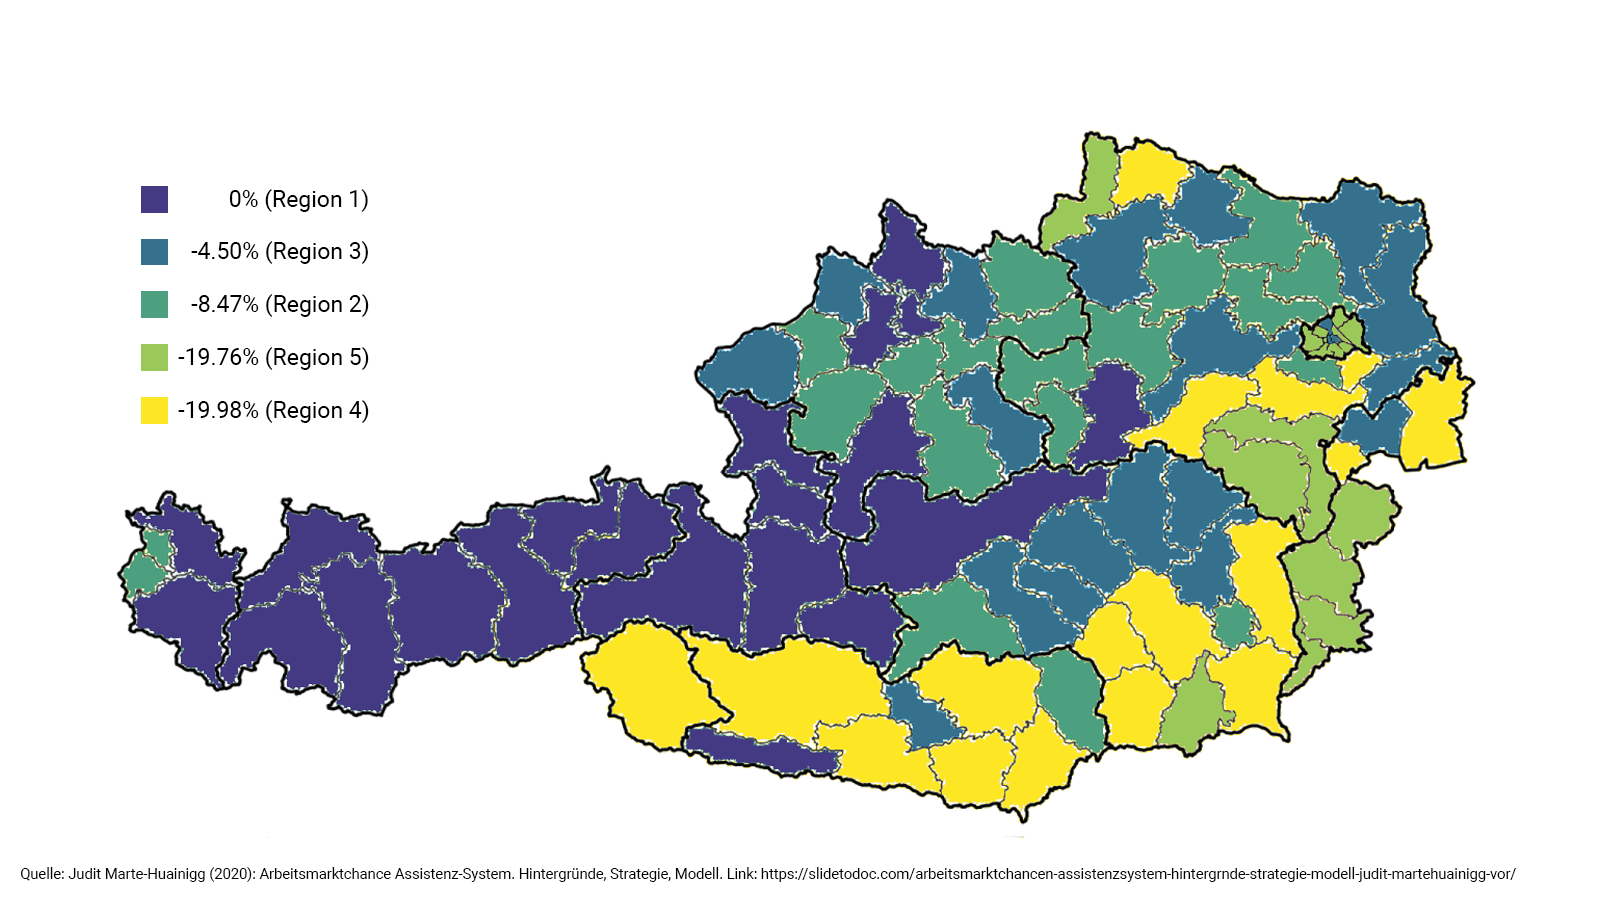 0% (Region 1)
-4.50% (Region 3)
-8.47% (Region 2)
-19.76% (Region 5)
-19.98% (Region 4)
Quelle: Judit Marte-Huainigg (2020): Arbeitsmarktchance Assistenz-System. Hintergründe, Strategie, Modell. Link: https://slidetodoc.com/arbeitsmarktchancen-assistenzsystem-hintergrnde-strategie-modell-judit-martehuainigg-vor/